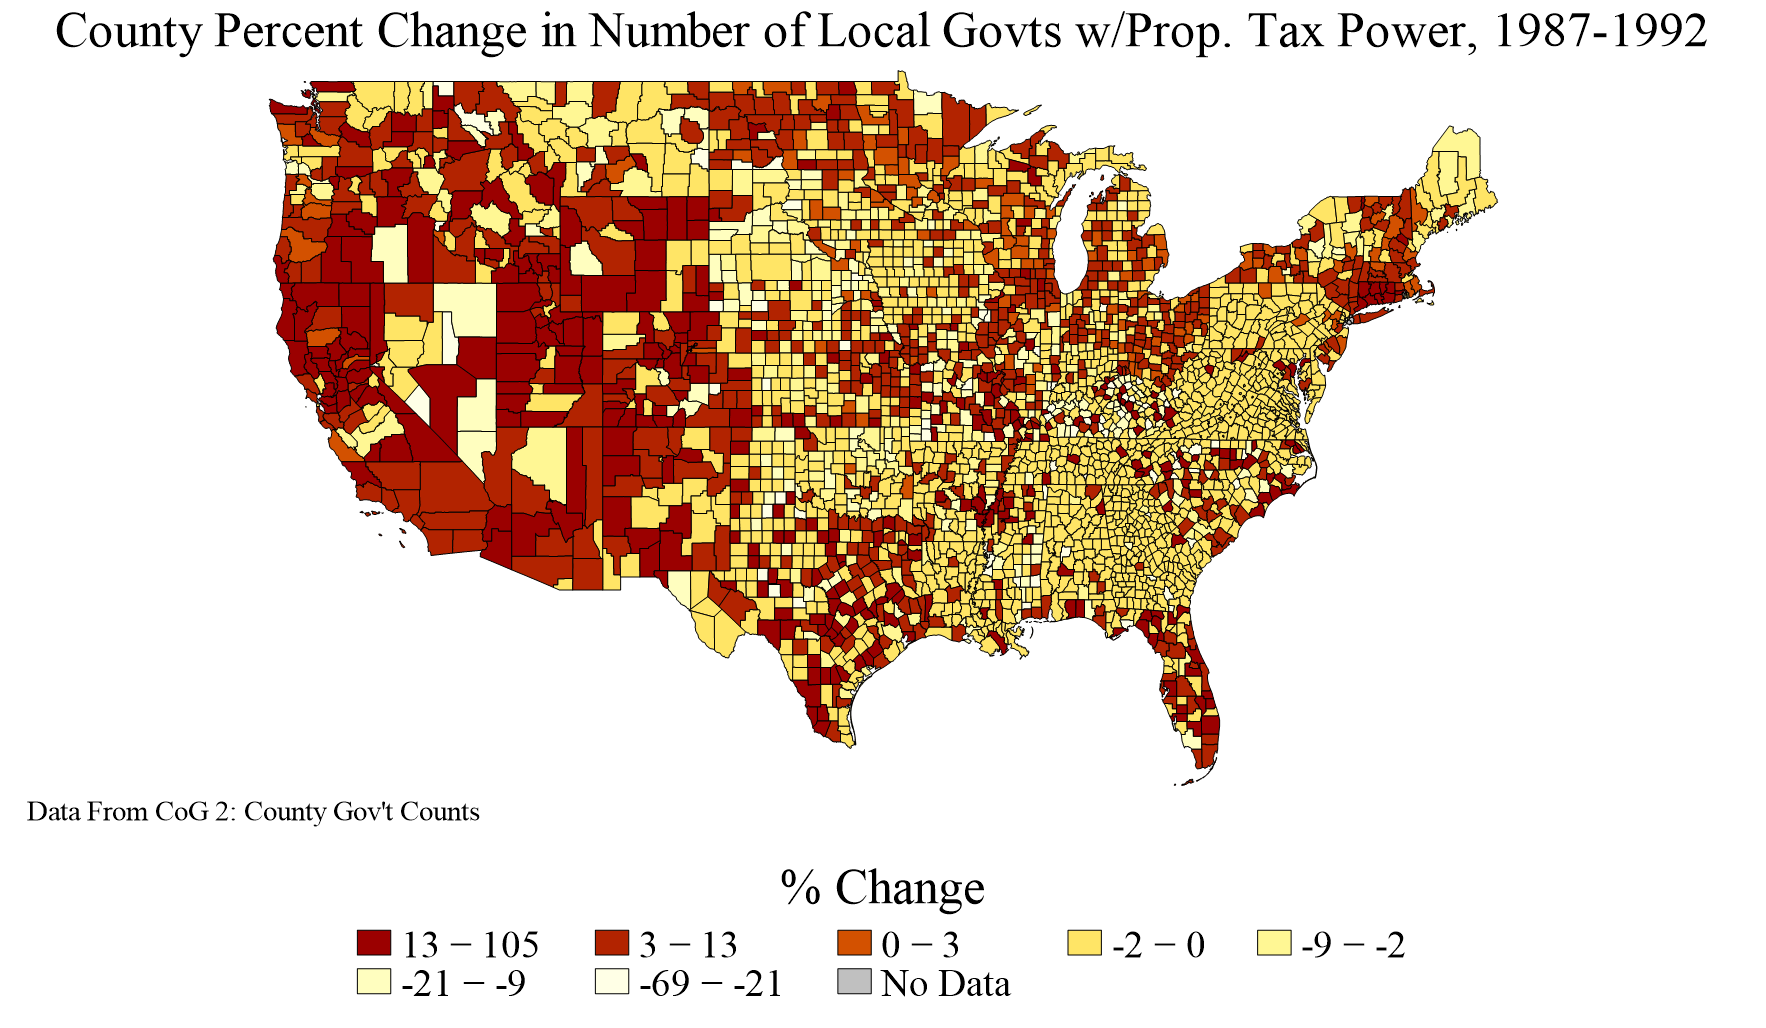 County Percent Change in Number of Local Govts w/Prop. Tax Power, 1987-1992
Data From CoG 2: County Gov't Counts
% Change
13 − 105 3 − 13 0 − 3 -2 − 0 -9 − -2
-21 − -9 -69 − -21 No Data